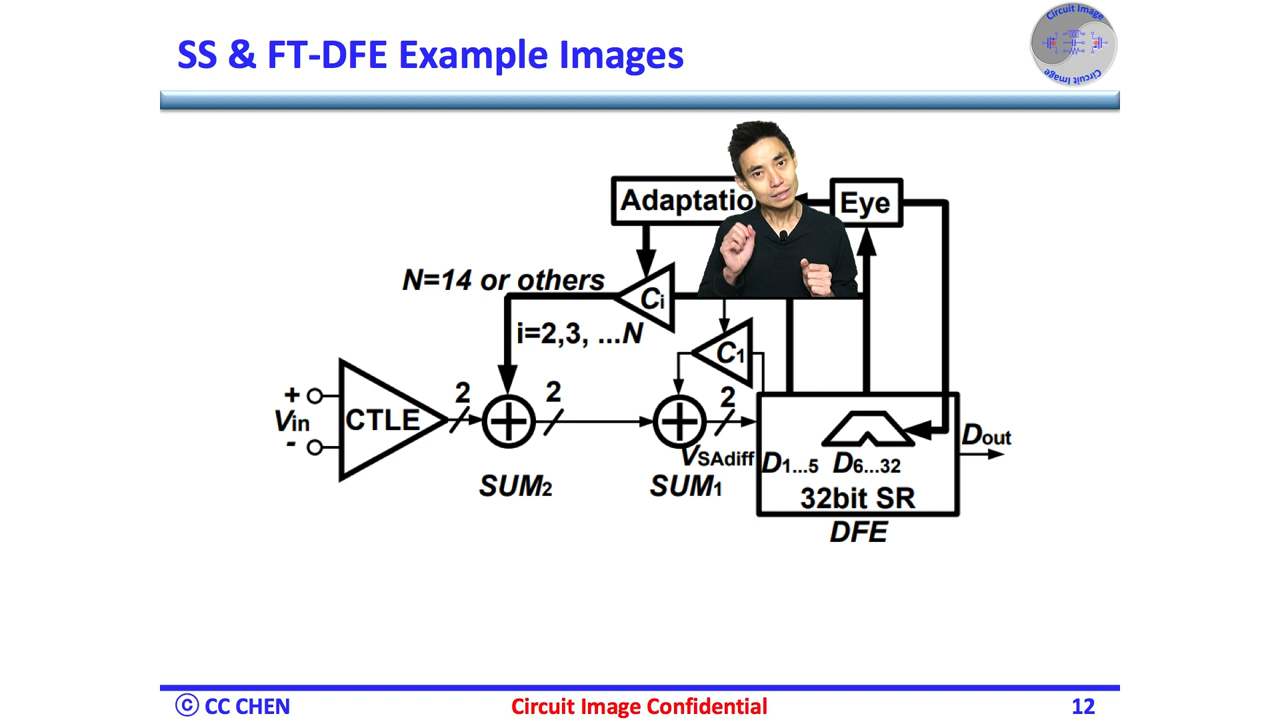 SS & FT-DFE Example Images
Circuit Image
Circuit Image
Adaptatio
Eye
N=14 or others
Ci
i=2,3, ...N
C1
+
Vin
-
CTLE
2
2
2
SUM2
SUM1
VSAdiff
D1...5 D6...32
32bit SR
DFE
Dout
© CC CHEN
Circuit Image Confidential
12